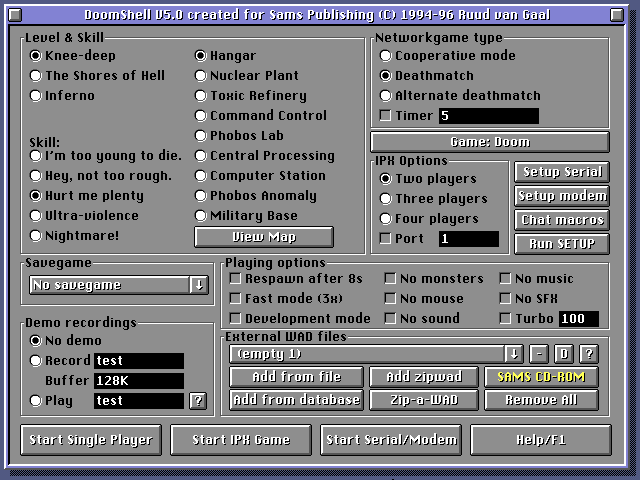 DoomShell V5.0 created for Sams Publishing (C) 1994-96 Ruud van Gaal
Level & Skill
Knee-deep
The Shores of Hell
Inferno
Skill:
I'm too young to die.
Hey, not too rough.
Hurt me plenty
Ultra-violence
Nightmare!
Hangar
Nuclear Plant
Toxic Refinery
Command Control
Phobos Lab
Central Processing
Computer Station
Phobos Anomaly
Military Base
View Map
Networkgame type
Cooperative mode
Deathmatch
Alternate deathmatch
Timer 5
Game: Doom
IPX Options
Two players
Three players
Four players
Port 1
Setup Serial
Setup modem
Chat macros
Run SETUP
Savegame
No savegame
Playing options
Respawn after 8s
Fast mode (3x)
Development mode
No monsters
No mouse
No sound
No music
No SFX
Turbo 100
Demo recordings
No demo
Record test
Buffer 128K
Play test ?
External WAD files
(empty 1) - D ?
Add from file Add zipwad SAMS CD-ROM
Add from database Zip-a-WAD Remove All
Start Single Player Start IPX Game Start Serial/Modem Help/F1